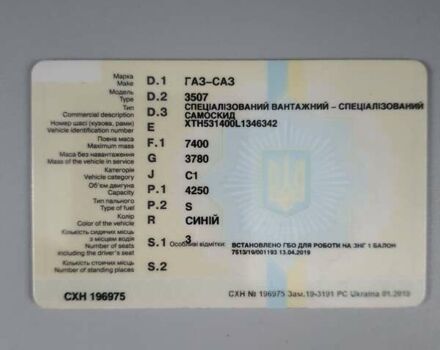 Марка Make D.1 ГАЗ-САЗ
Модель Type D.2 3507
Тип Commercial description D.3 СПЕЦІАЛІЗОВАНИЙ ВАНТАЖНИЙ – СПЕЦІАЛІЗОВАНИЙ САМОСКИД
Номер шасі (кузова, рами) Vehicle identification number E XTH531400L1346342
Повна маса Maximum mass F.1 7400
Маса без навантаження Mass of the vehicle in service G 3780
Категорія Vehicle category J C1
Об'єм двигуна Capacity P.1 4250
Тип пального Type of fuel P.2 S
Колір Color of the vehicle R СИНІЙ
Кількість сидячих місць з місцем водія Number of seats including the driver's seat S.1 3
Особливі відмітки: ВСТАНОВЛЕНО ГБО ДЛЯ РОБОТИ НА ЗНГ 1 БАЛОН
7513/19/001193 13.04.2019
Кількість стоячих місць Number of standing places S.2
СХН 196975
СХН № 196975 Зам.19-3191 РС Ukraina 01.2019